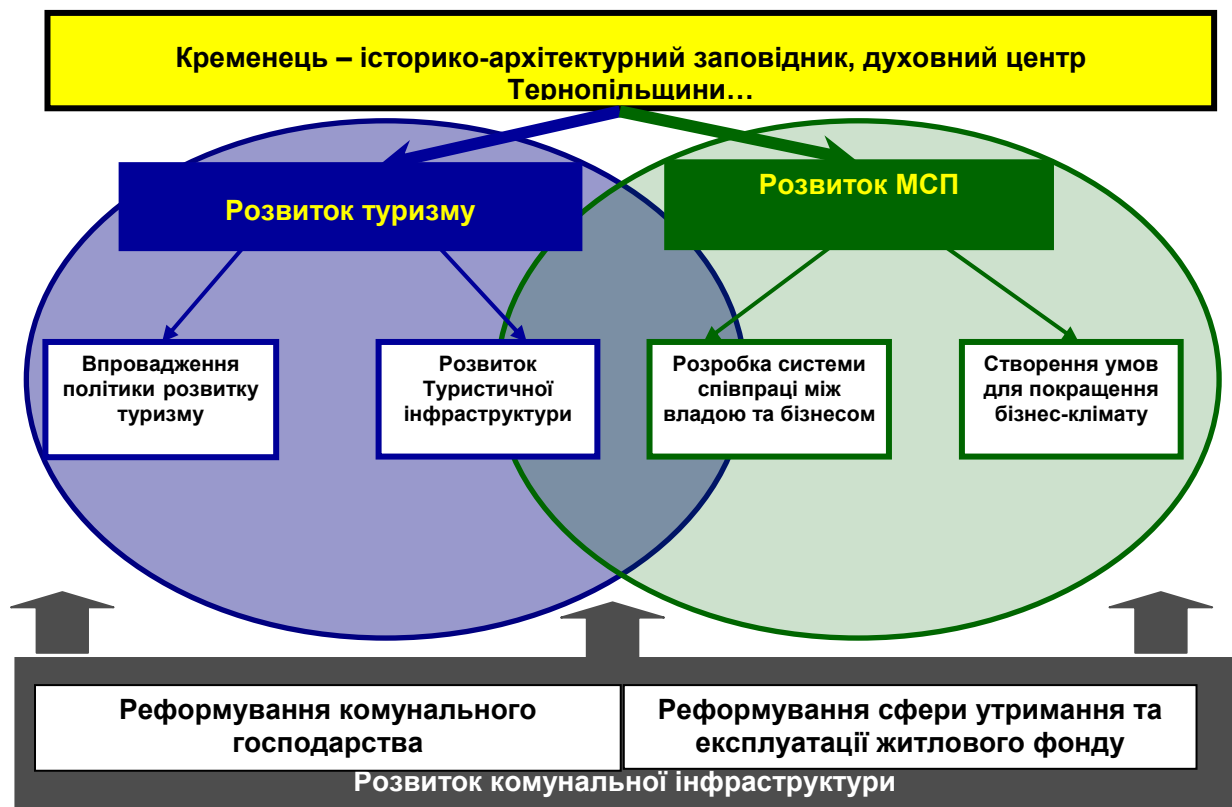 Кременець – історико-архітектурний заповідник, духовний центр
Тернопільщини…
Розвиток туризму
Розвиток МСП
Впровадження
політики розвитку
туризму
Розвиток
Туристичної
інфраструктури
Розробка системи
співпраці між
владою та бізнесом
Створення умов
для покращення
бізнес-клімату
Реформування комунального
господарства
Реформування сфери утримання та
експлуатації житлового фонду
Розвиток комунальної інфраструктури